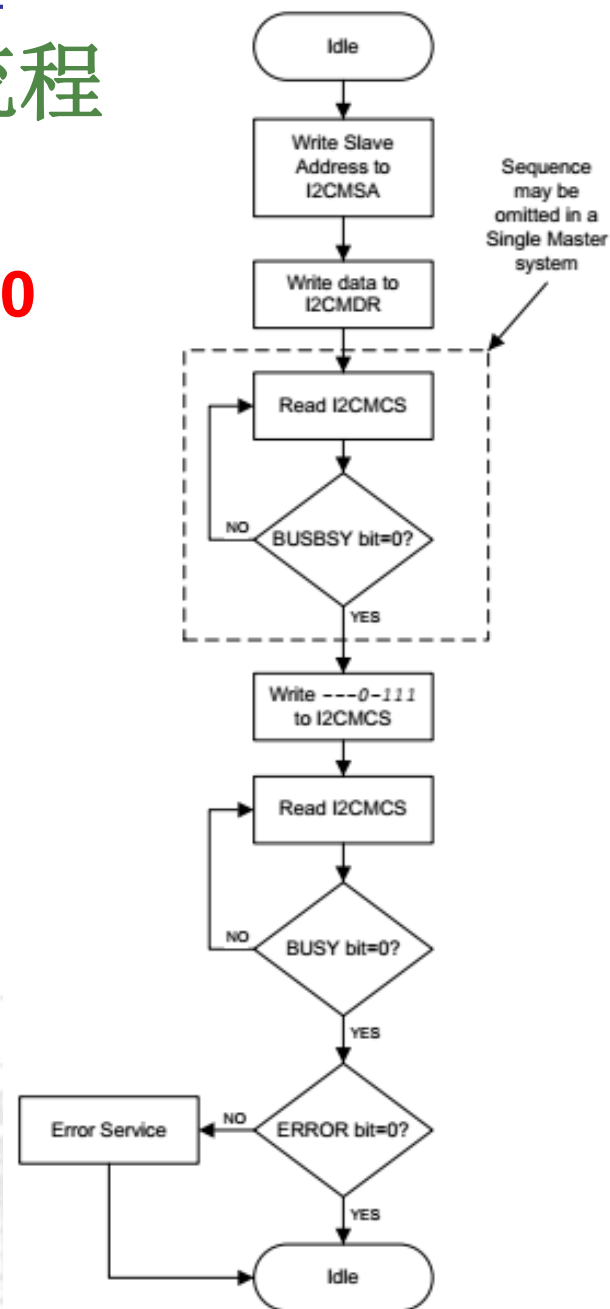 程
0
Idle
Write Slave
Address to
I2CMSA
Sequence
may be
omitted in a
Single Master
system
Write data to
I2CMDR
Read I2CMCS
NO
BUSBSY bit=0?
YES
Write ---0-111
to I2CMCS
Read I2CMCS
NO
BUSY bit=0?
YES
Error Service
NO
ERROR bit=0?
YES
Idle